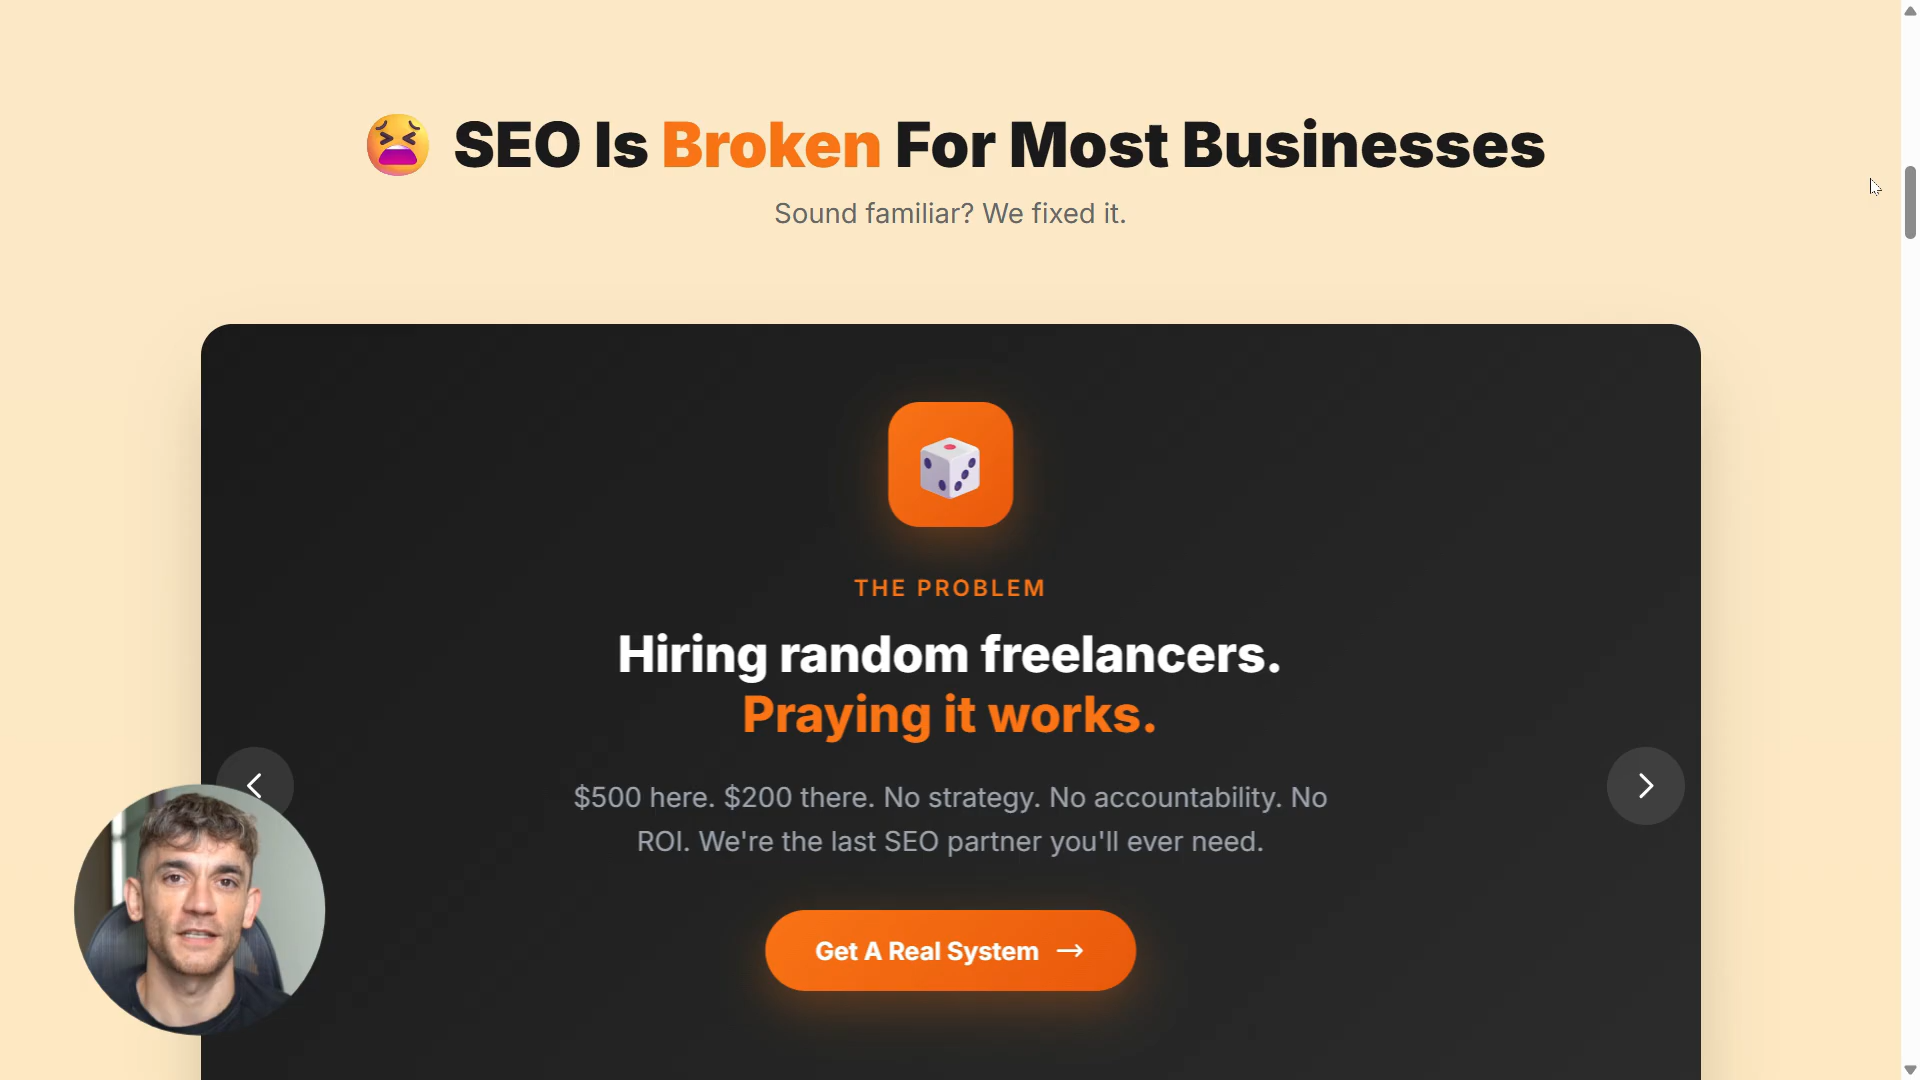 SEO Is Broken For Most Businesses
Sound familiar? We fixed it.
THE PROBLEM
Hiring random freelancers.
Praying it works.
$500 here. $200 there. No strategy. No accountability. No
ROI. We're the last SEO partner you'll ever need.
Get A Real System →